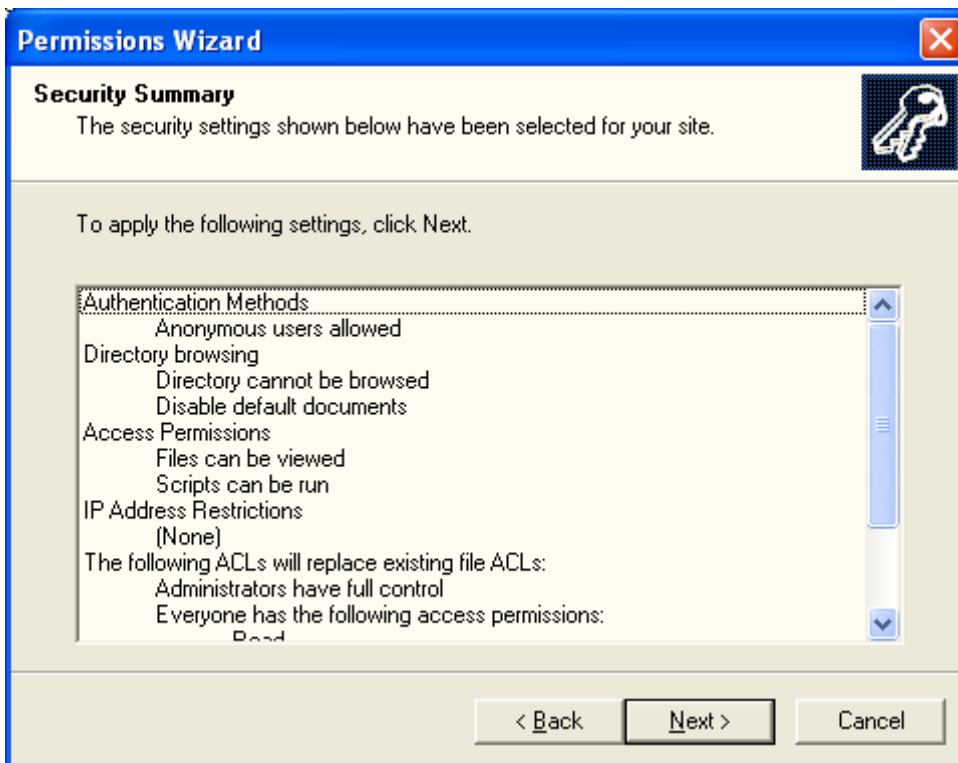 Permissions Wizard
Security Summary
The security settings shown below have been selected for your site.
To apply the following settings, click Next.
Authentication Methods
Anonymous users allowed
Directory browsing
Directory cannot be browsed
Disable default documents
Access Permissions
Files can be viewed
Scripts can be run
IP Address Restrictions
(None)
The following ACLs will replace existing file ACLs:
Administrators have full control
Everyone has the following access permissions:
Read
< Back
Next >
Cancel